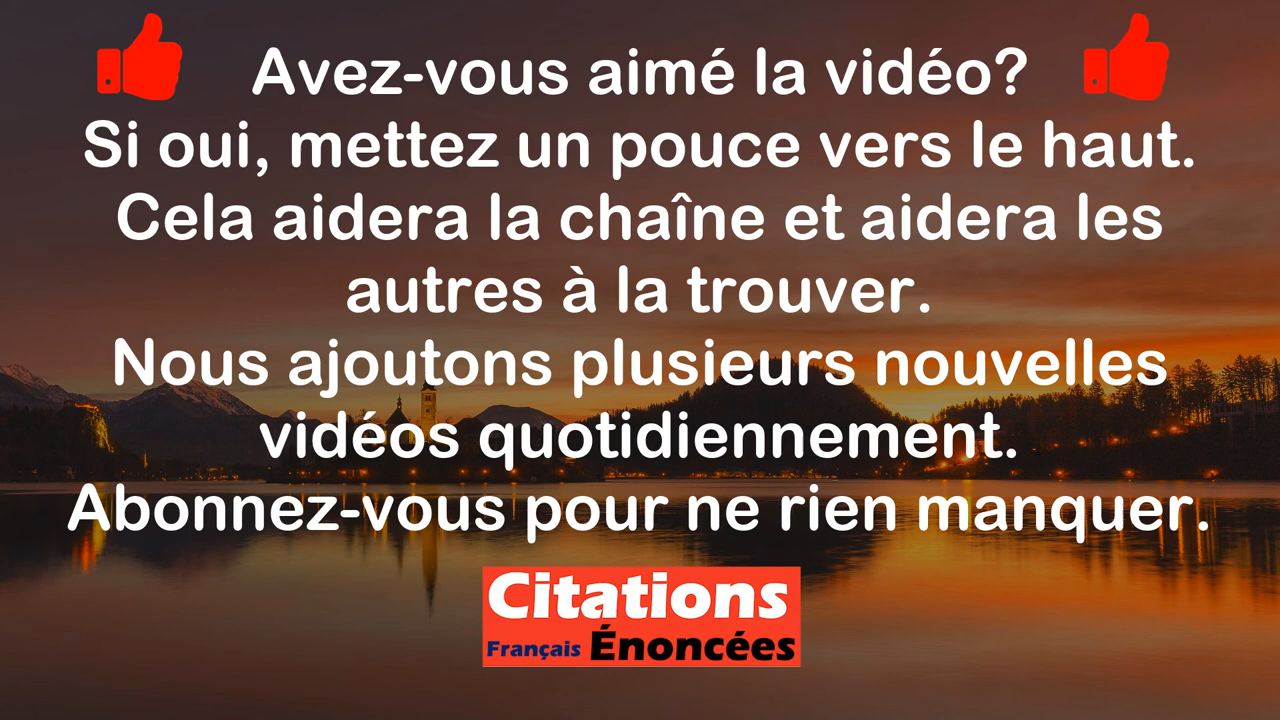 Avez-vous aimé la vidéo?
Si oui, mettez un pouce vers le haut.
Cela aidera la chaîne et aidera les
autres à la trouver.
Nous ajoutons plusieurs nouvelles
vidéos quotidiennement.
Abonnez-vous pour ne rien manquer.
Citations
Français Énoncées